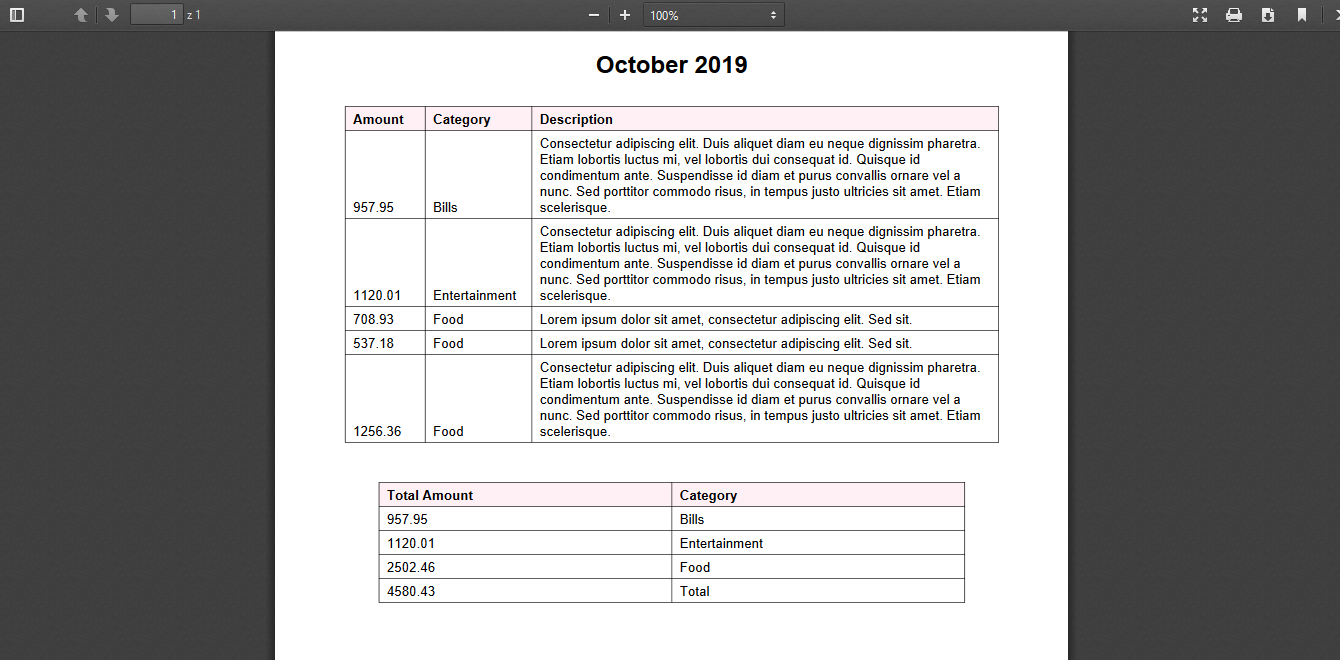 1 z 1 100%
October 2019
Amount Category Description
Consectetur adipiscing elit. Duis aliquet diam eu neque dignissim pharetra.
Etiam lobortis luctus mi, vel lobortis dui consequat id. Quisque id
condimentum ante. Suspendisse id diam et purus convallis ornare vel a
nunc. Sed porttitor commodo risus, in tempus justo ultricies sit amet. Etiam
957.95 Bills scelerisque.
Consectetur adipiscing elit. Duis aliquet diam eu neque dignissim pharetra.
Etiam lobortis luctus mi, vel lobortis dui consequat id. Quisque id
condimentum ante. Suspendisse id diam et purus convallis ornare vel a
nunc. Sed porttitor commodo risus, in tempus justo ultricies sit amet. Etiam
1120.01 Entertainment scelerisque.
708.93 Food Lorem ipsum dolor sit amet, consectetur adipiscing elit. Sed sit.
537.18 Food Lorem ipsum dolor sit amet, consectetur adipiscing elit. Sed sit.
Consectetur adipiscing elit. Duis aliquet diam eu neque dignissim pharetra.
Etiam lobortis luctus mi, vel lobortis dui consequat id. Quisque id
condimentum ante. Suspendisse id diam et purus convallis ornare vel a
nunc. Sed porttitor commodo risus, in tempus justo ultricies sit amet. Etiam
1256.36 Food scelerisque.
Total Amount Category
957.95 Bills
1120.01 Entertainment
2502.46 Food
4580.43 Total